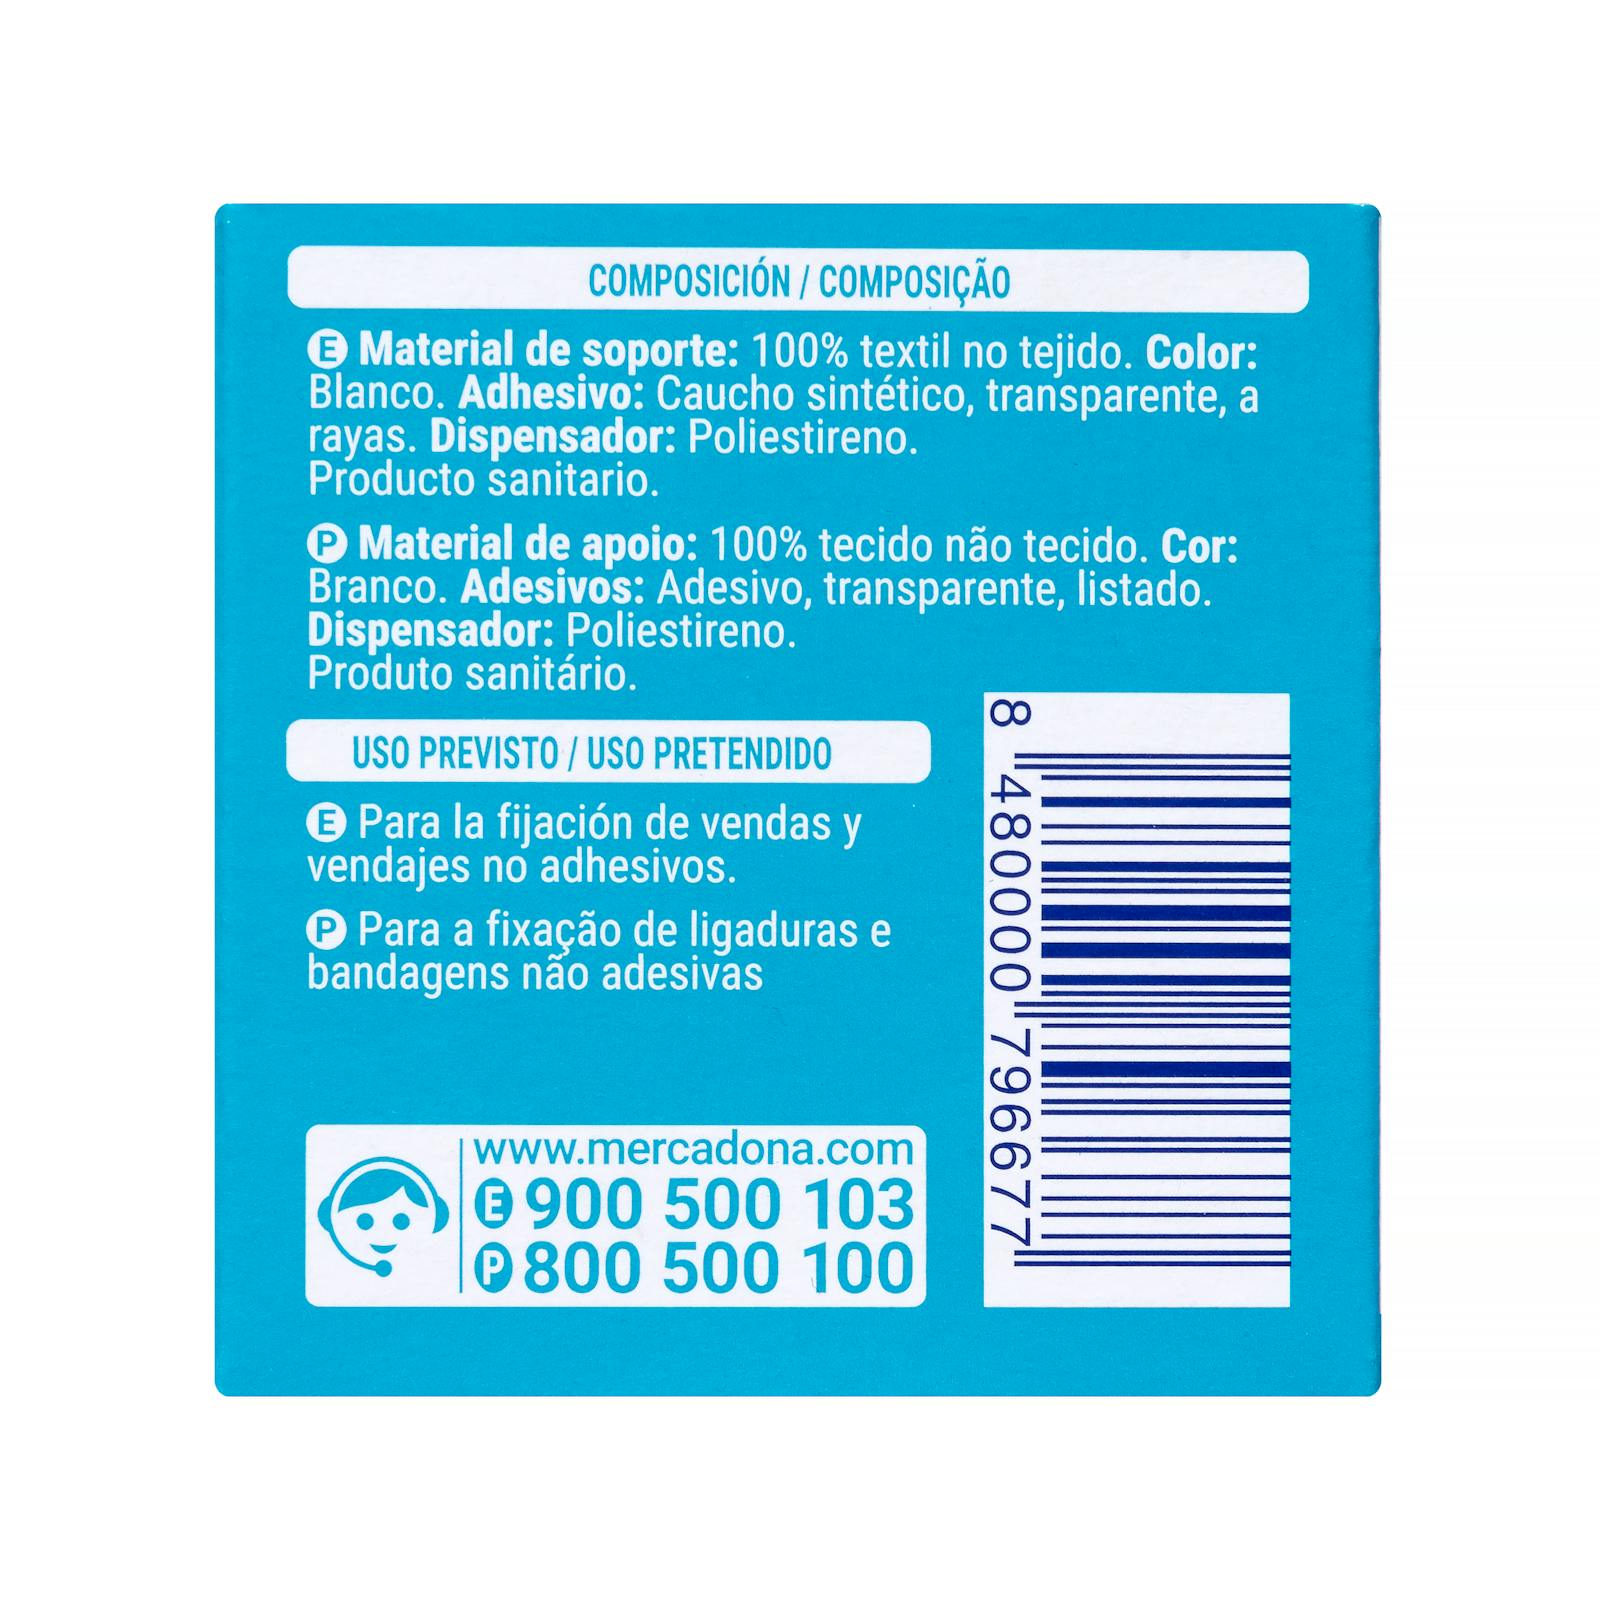 COMPOSICIÓN / COMPOSIÇÃO
E Material de soporte: 100% textil no tejido. Color:
Blanco. Adhesivo: Caucho sintético, transparente, a
rayas. Dispensador: Poliestireno.
Producto sanitario.
P Material de apoio: 100% tecido não tecido. Cor:
Branco. Adesivos: Adesivo, transparente, listado.
Dispensador: Poliestireno.
Produto sanitário.
USO PREVISTO / USO PRETENDIDO
E Para la fijación de vendas y
vendajes no adhesivos.
P Para a fixação de ligaduras e
bandagens não adesivas
www.mercadona.com
E 900 500 103
P 800 500 100
8 480000 796677